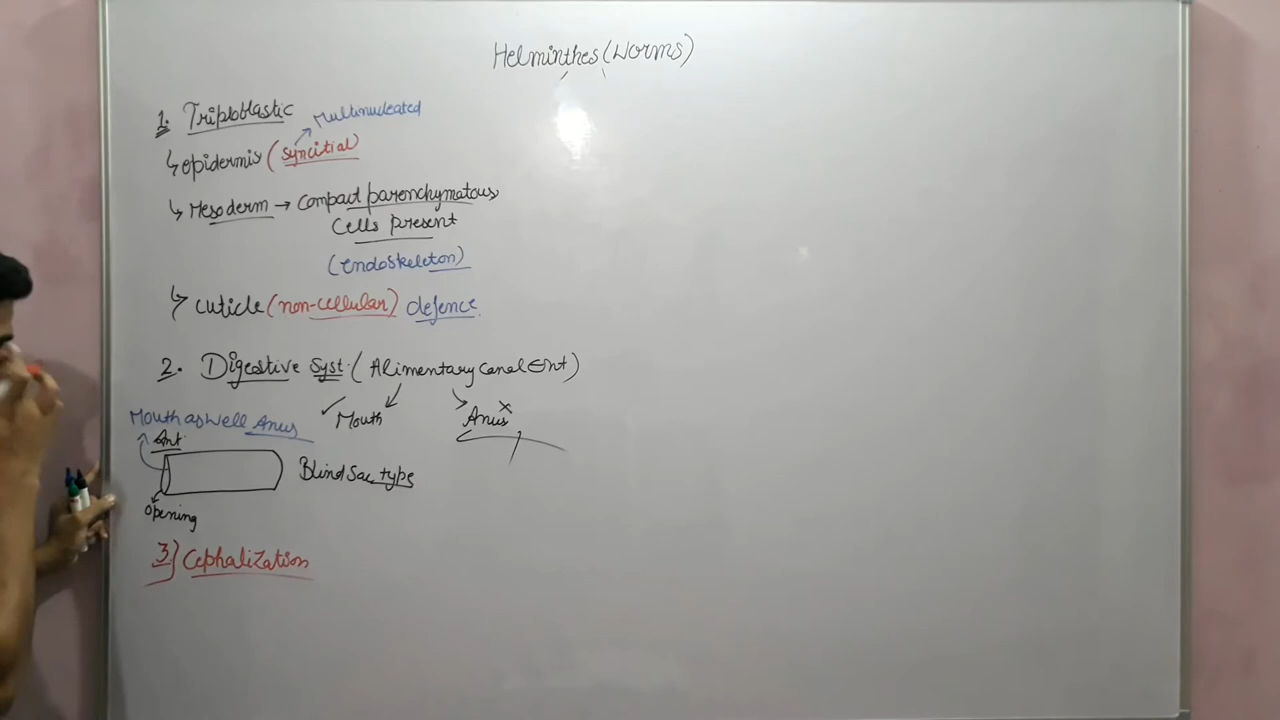 Helminthes (Worms)
1. Triploblastic
Multinucleated
↳ epidermis (syncitial)
↳ Mesoderm → Compact parenchymatous
Cells present
(endoskeleton)
↳ cuticle (non-cellular) defence.
2. Digestive Syst. (Alimentary Canal
Mouth as well Anus
✓ Mouth
Anus ×
Ant.
Blind Sac type
opening
3} Cephalization